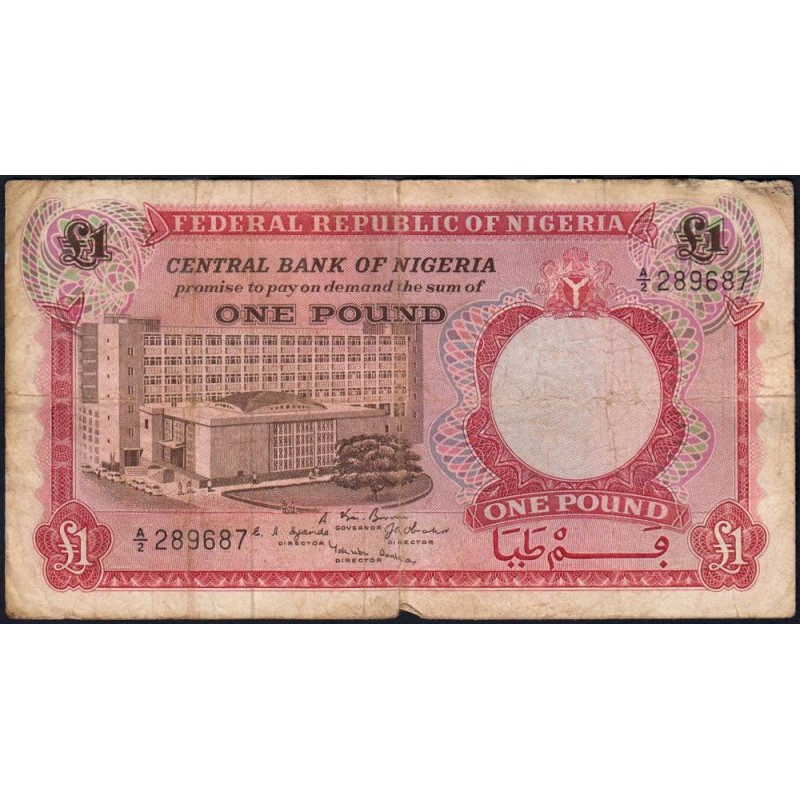 FEDERAL REPUBLIC OF NIGERIA
£1
£1
CENTRAL BANK OF NIGERIA
promise to pay on demand the sum of
ONE POUND
A/2 289687
ONE POUND
A/2 289687
GOVERNOR
DIRECTOR
DIRECTOR
DIRECTOR
£1
£1